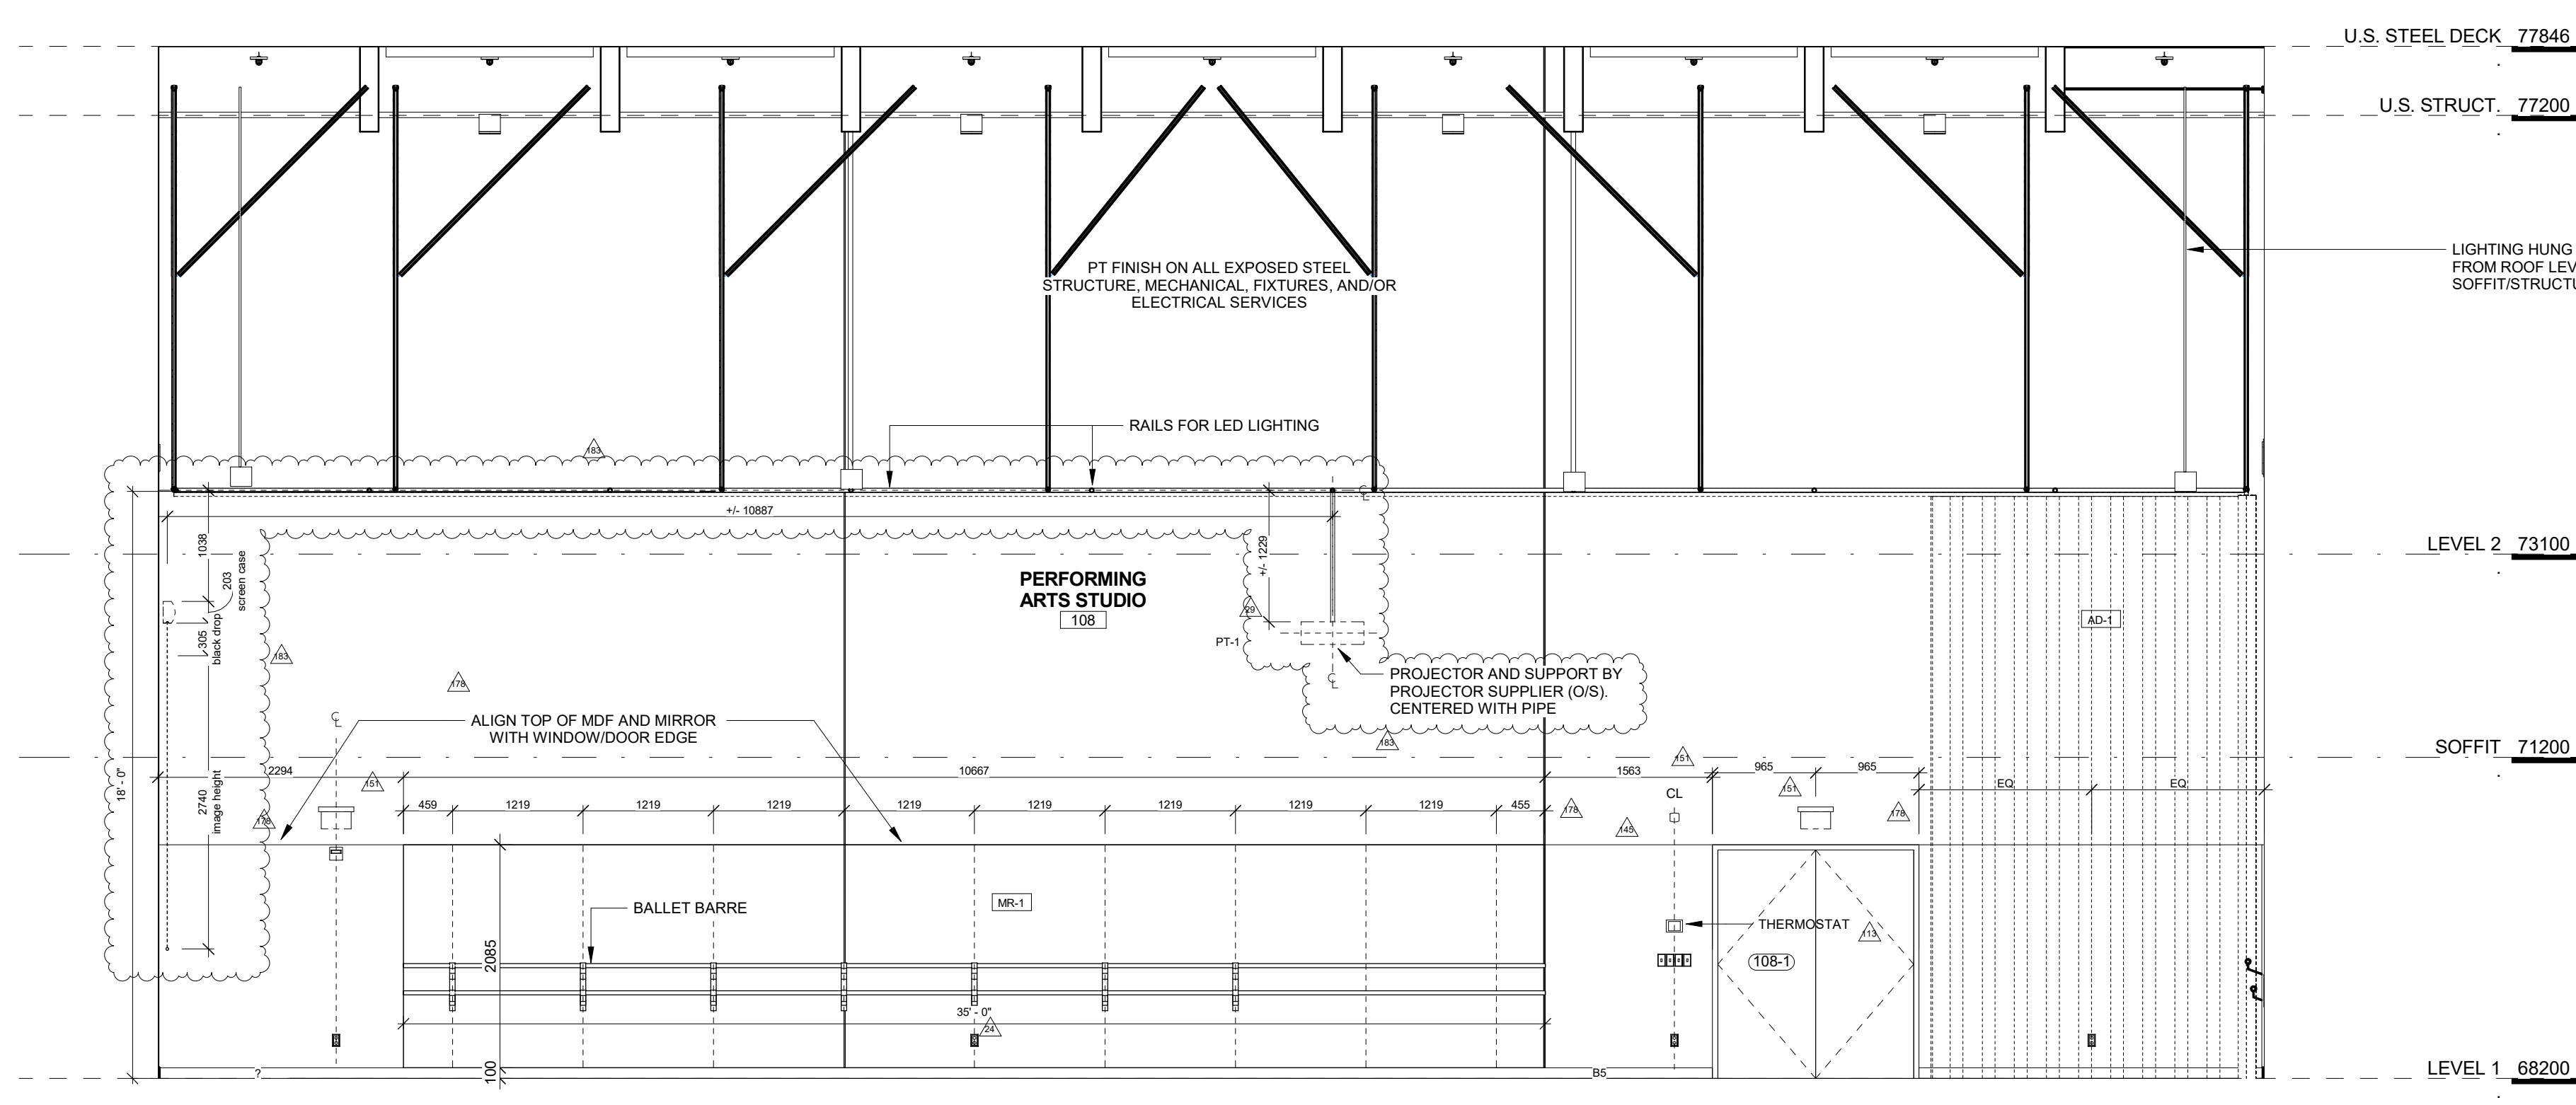 U.S. STEEL DECK 77846
U.S. STRUCT. 77200
LIGHTING HUNG
FROM ROOF LEV
SOFFIT/STRUCTU
PT FINISH ON ALL EXPOSED STEEL
STRUCTURE, MECHANICAL, FIXTURES, AND/OR
ELECTRICAL SERVICES
RAILS FOR LED LIGHTING
183
+/- 10887
1038
203
screen case
305
black drop
+/- 1229
LEVEL 2 73100
PERFORMING
ARTS STUDIO
108
29
PT-1
AD-1
183
178
PROJECTOR AND SUPPORT BY
PROJECTOR SUPPLIER (O/S).
CENTERED WITH PIPE
ALIGN TOP OF MDF AND MIRROR
WITH WINDOW/DOOR EDGE
183
SOFFIT 71200
18' - 0"
2740
image height
2294
151
10667
1563
151
965
965
151
EQ
EQ
178
459
1219
1219
1219
1219
1219
1219
1219
1219
455
178
145
CL
178
MR-1
BALLET BARRE
2085
THERMOSTAT
113
108-1
35' - 0"
24
100
?
B5
LEVEL 1 68200